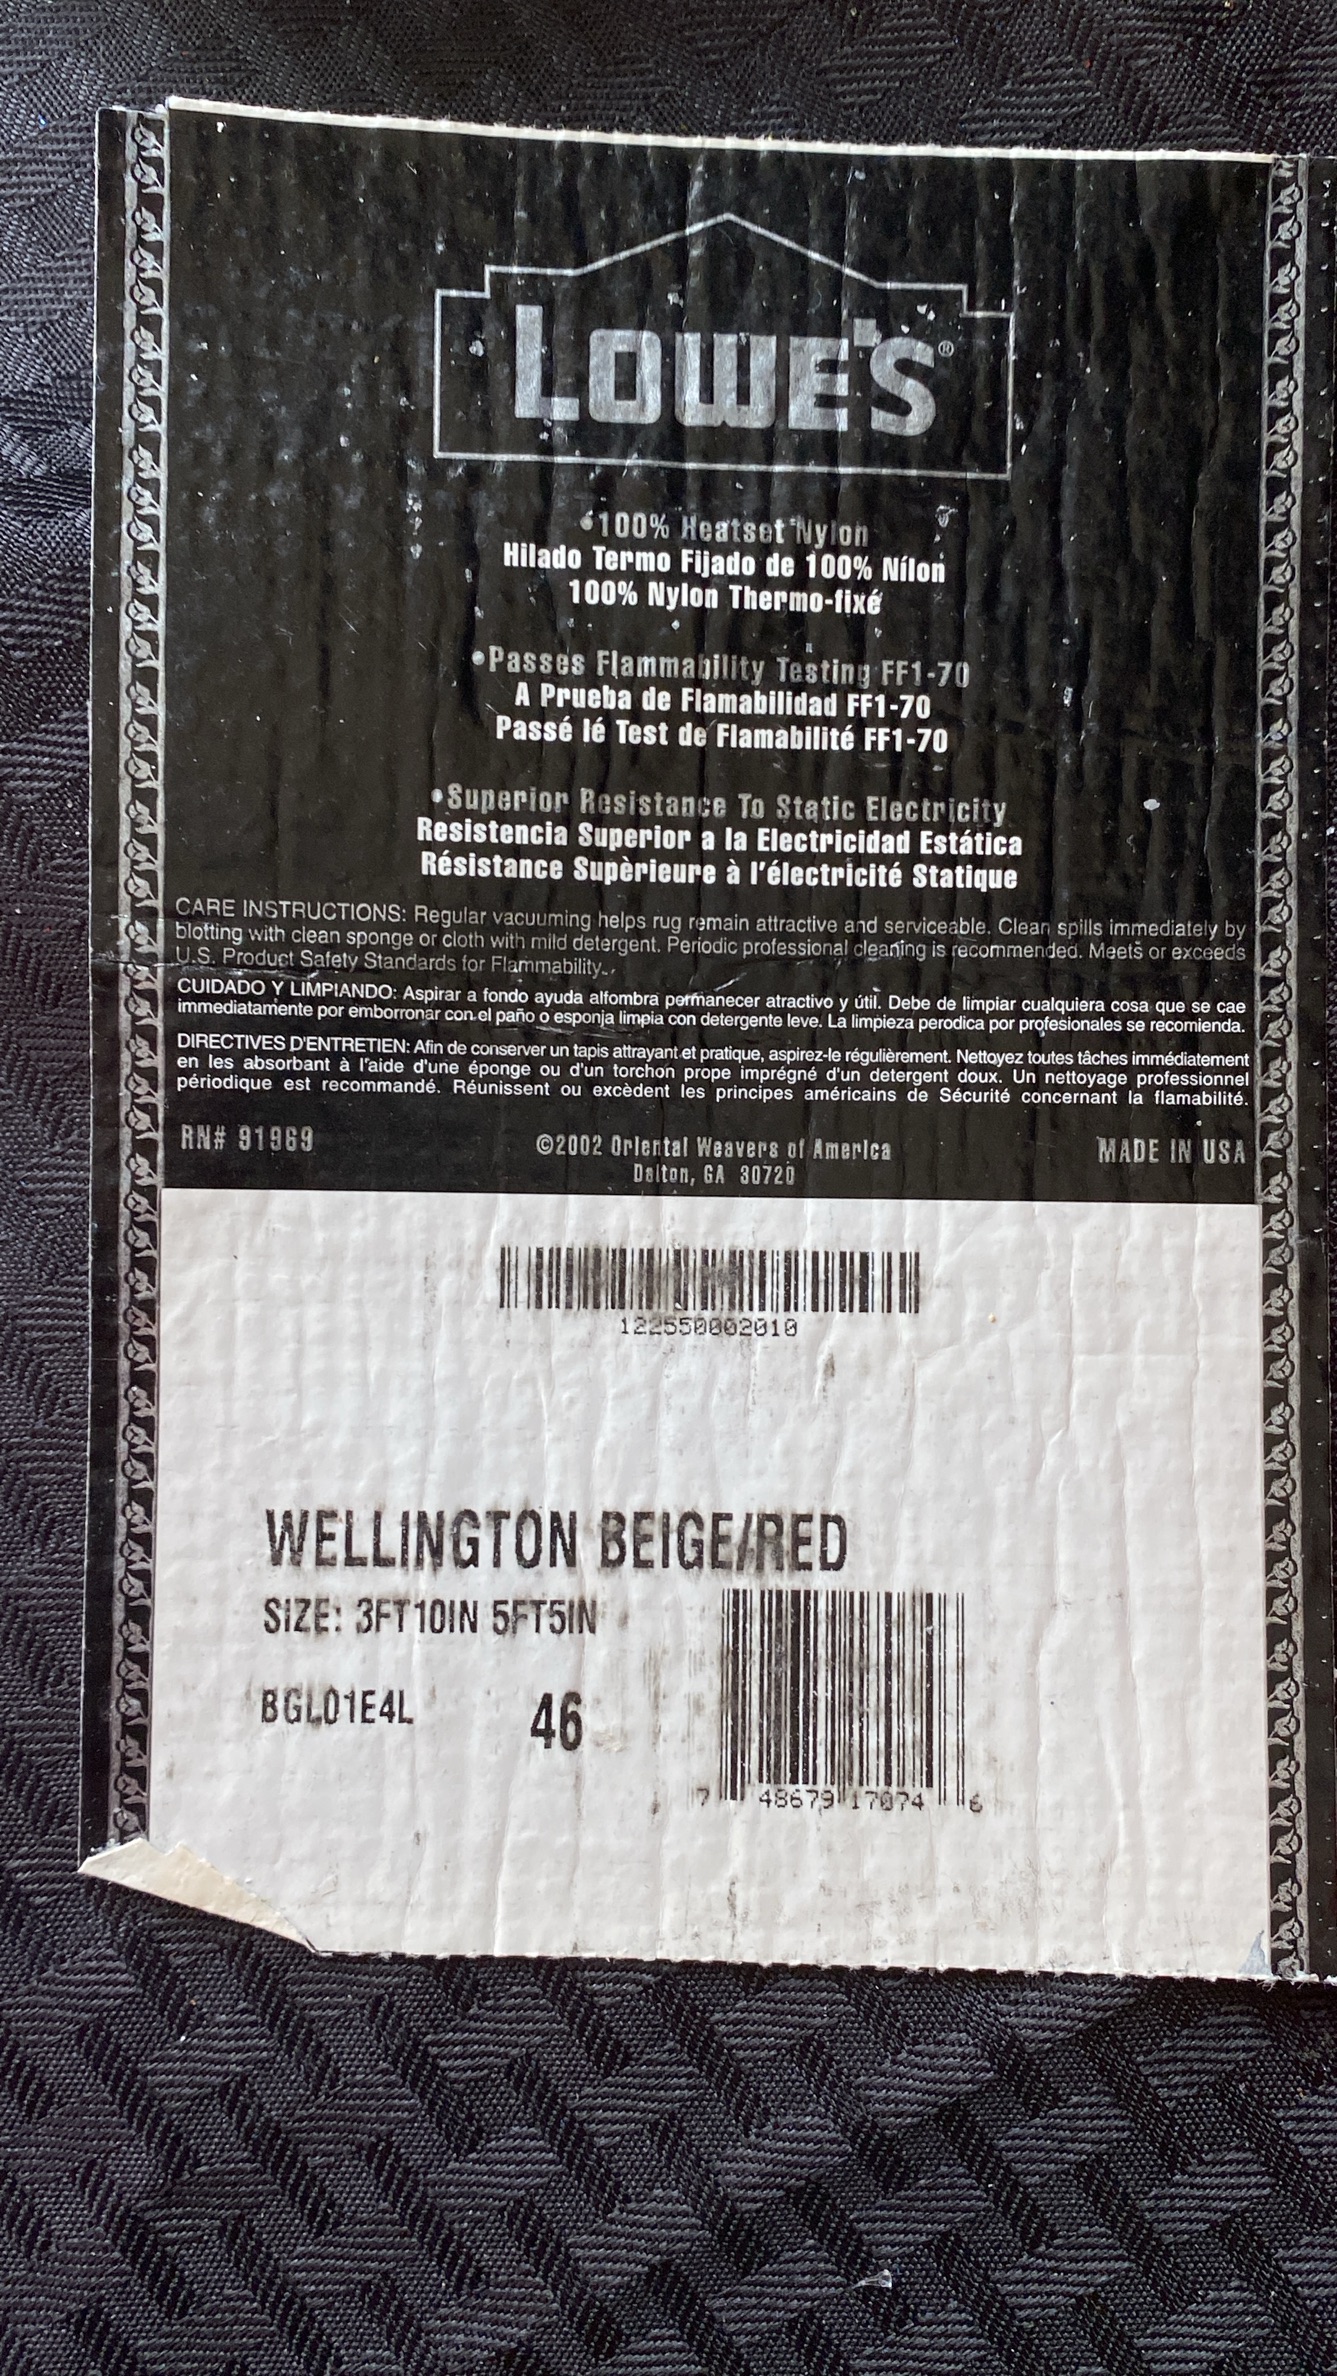 LOWE'S®
•100% Heatset Nylon
Hilado Termo Fijado de 100% Nílon
100% Nylon Thermo-fixé
•Passes Flammability Testing FF1-70
A Prueba de Flamabilidad FF1-70
Passé lé Test de Flamabilité FF1-70
•Superior Resistance To Static Electricity
Resistencia Superior a la Electricidad Estática
Résistance Supèrieure à l'électricité Statique
CARE INSTRUCTIONS: Regular vacuuming helps rug remain attractive and serviceable. Clean spills immediately by
blotting with clean sponge or cloth with mild detergent. Periodic professional cleaning is recommended. Meets or exceeds
U.S. Product Safety Standards for Flammability.
CUIDADO Y LIMPIANDO: Aspirar a fondo ayuda alfombra permanecer atractivo y útil. Debe de limpiar cualquiera cosa que se cae
immediatamente por emborronar con el paño o esponja limpia con detergente leve. La limpieza perodica por profesionales se recomienda.
DIRECTIVES D'ENTRETIEN: Afin de conserver un tapis attrayant et pratique, aspirez-le régulièrement. Nettoyez toutes tâches immédiatement
en les absorbant à l'aide d'une éponge ou d'un torchon prope imprégné d'un detergent doux. Un nettoyage professionnel
périodique est recommandé. Réunissent ou excèdent les principes américains de Sécurité concernant la flamabilité.
RN# 91969 ©2002 Oriental Weavers of America MADE IN USA
Dalton, GA 30720
122550002010
WELLINGTON BEIGE/RED
SIZE: 3FT10IN 5FT5IN
BGL01E4L 46
7 48679 17074 6